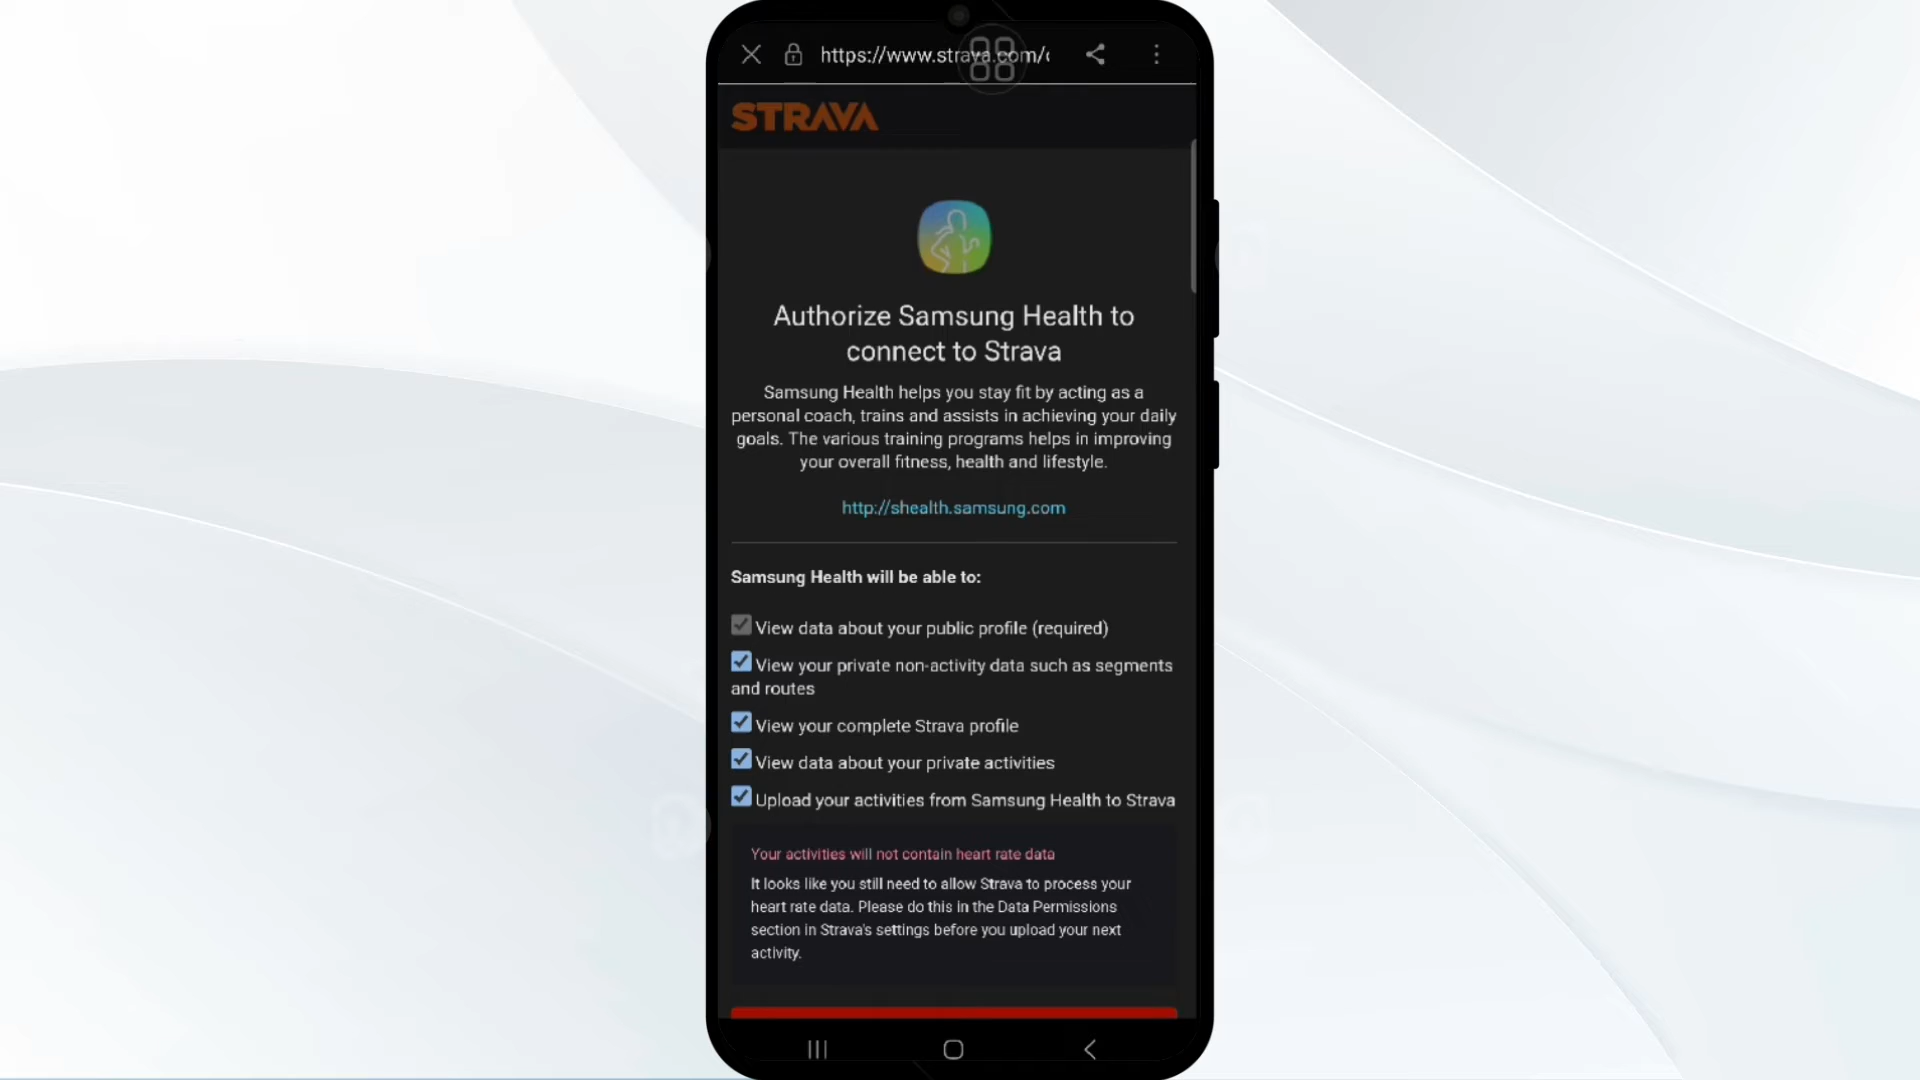 https://www.strava.com/
STRAVA
Authorize Samsung Health to
connect to Strava
Samsung Health helps you stay fit by acting as a
personal coach, trains and assists in achieving your daily
goals. The various training programs helps in improving
your overall fitness, health and lifestyle.
http://shealth.samsung.com
Samsung Health will be able to:
View data about your public profile (required)
View your private non-activity data such as segments
and routes
View your complete Strava profile
View data about your private activities
Upload your activities from Samsung Health to Strava
Your activities will not contain heart rate data
It looks like you still need to allow Strava to process your
heart rate data. Please do this in the Data Permissions
section in Strava's settings before you upload your next
activity.